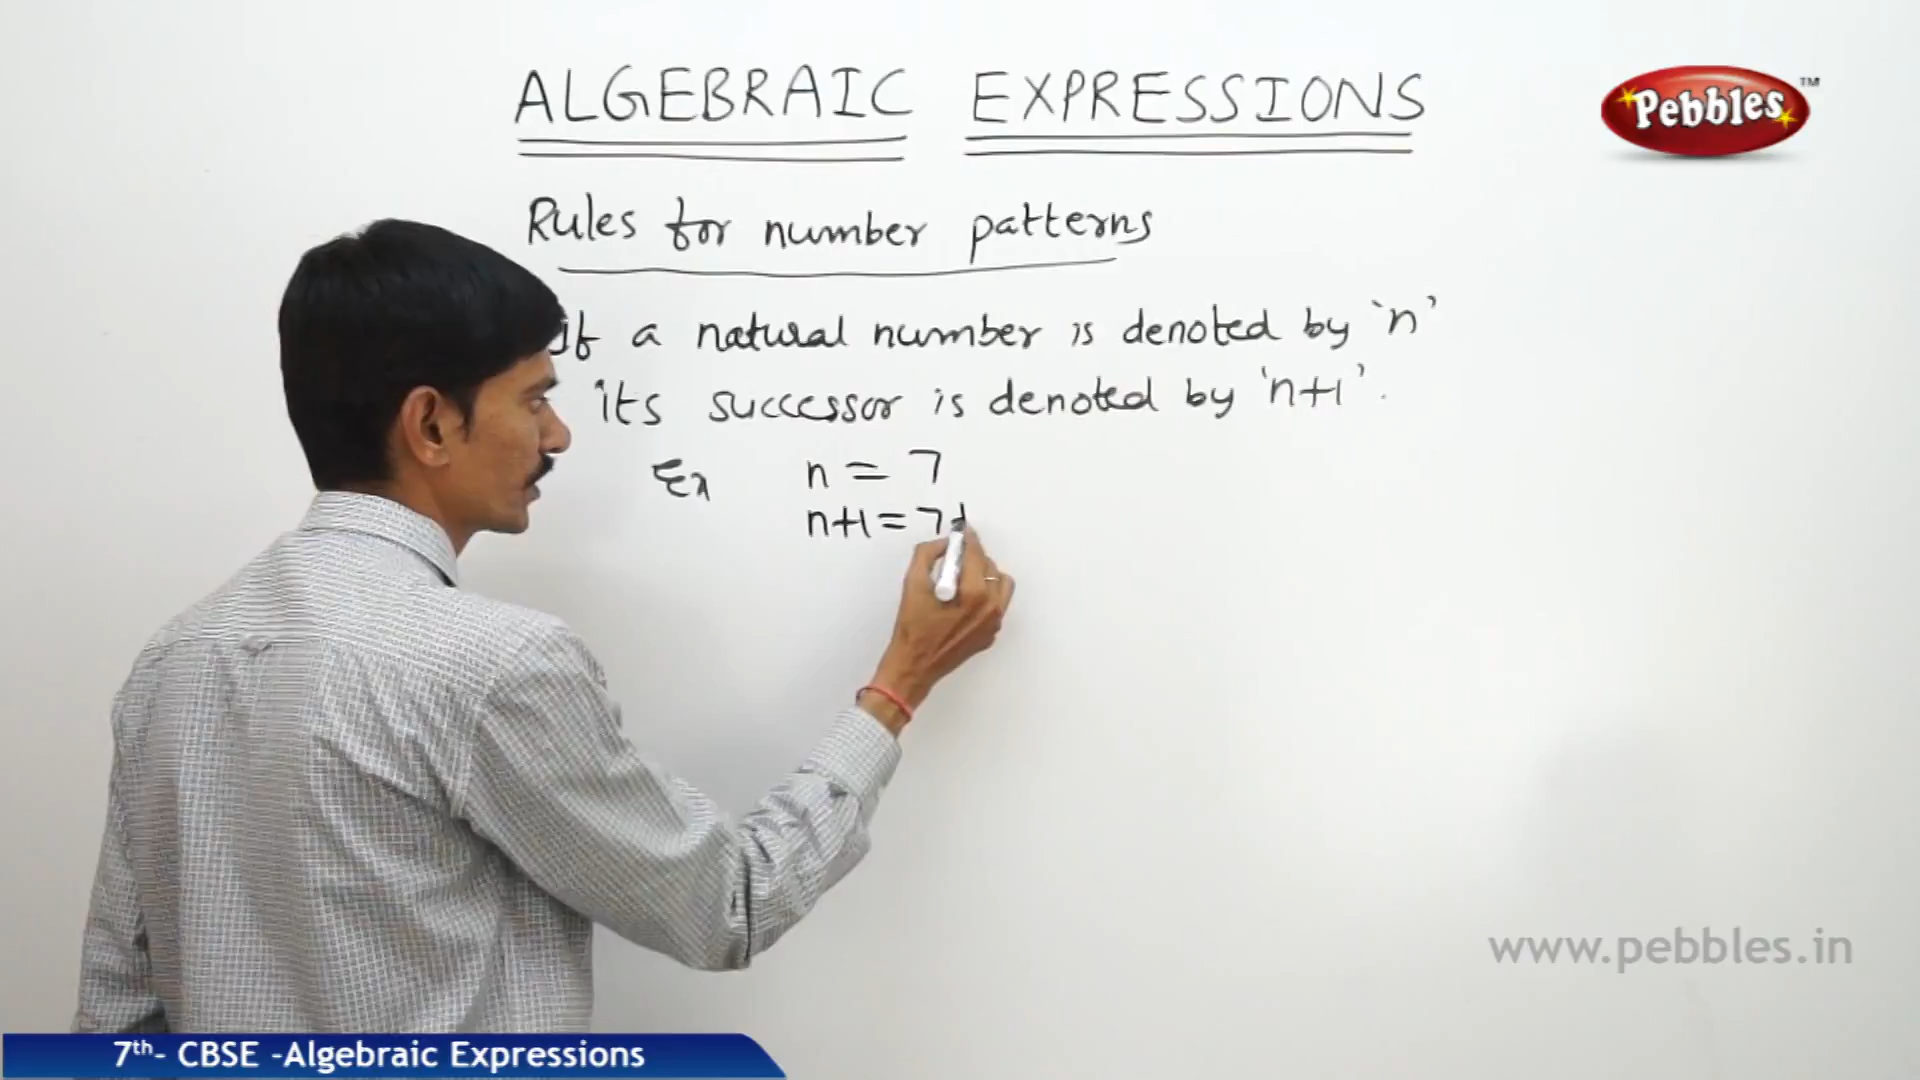 ALGEBRAIC EXPRESSIONS
Pebbles™
Rules for number patterns
If a natural number is denoted by 'n'
its successor is denoted by 'n+1'.
Ex n = 7
n+1 = 7+
www.pebbles.in
7th- CBSE -Algebraic Expressions